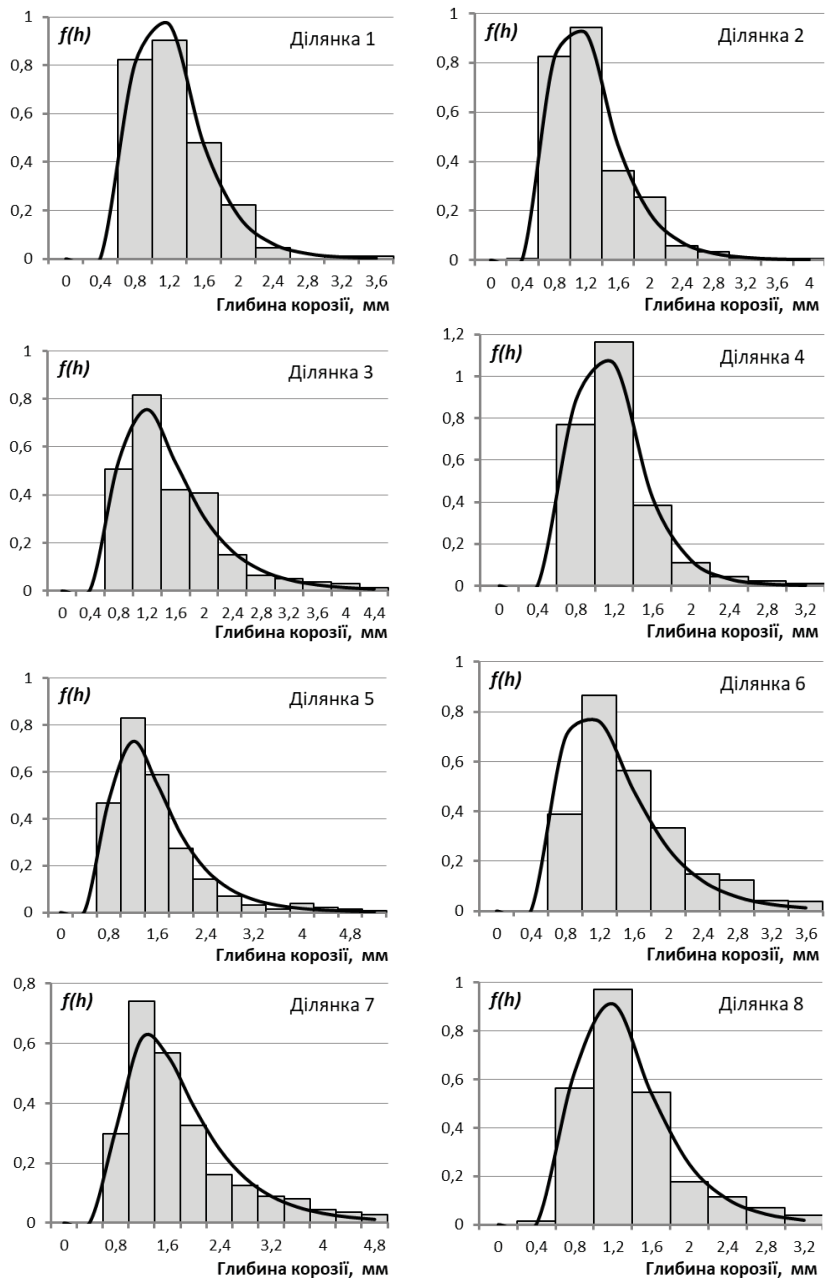 f(h) Ділянка 1
1
0,8
0,6
0,4
0,2
0
0 0,4 0,8 1,2 1,6 2 2,4 2,8 3,2 3,6
Глибина корозії, мм
f(h) Ділянка 2
1
0,8
0,6
0,4
0,2
0
0 0,4 0,8 1,2 1,6 2 2,4 2,8 3,2 3,6 4
Глибина корозії, мм
f(h) Ділянка 3
1
0,8
0,6
0,4
0,2
0
0 0,4 0,8 1,2 1,6 2 2,4 2,8 3,2 3,6 4 4,4
Глибина корозії, мм
f(h) Ділянка 4
1,2
1
0,8
0,6
0,4
0,2
0
0 0,4 0,8 1,2 1,6 2 2,4 2,8 3,2
Глибина корозії, мм
f(h) Ділянка 5
1
0,8
0,6
0,4
0,2
0
0 0,8 1,6 2,4 3,2 4 4,8
Глибина корозії, мм
f(h) Ділянка 6
1
0,8
0,6
0,4
0,2
0
0 0,4 0,8 1,2 1,6 2 2,4 2,8 3,2 3,6
Глибина корозії, мм
f(h) Ділянка 7
0,8
0,6
0,4
0,2
0
0 0,8 1,6 2,4 3,2 4 4,8
Глибина корозії, мм
f(h) Ділянка 8
1
0,8
0,6
0,4
0,2
0
0 0,4 0,8 1,2 1,6 2 2,4 2,8 3,2
Глибина корозії, мм